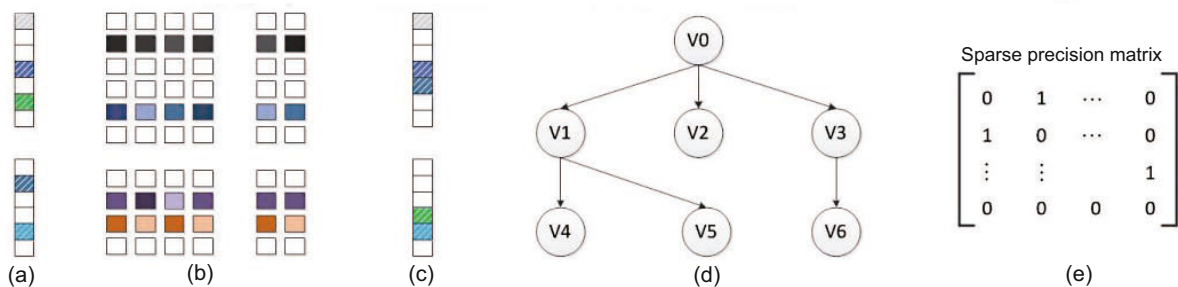 V0
Sparse precision matrix
0 1 ... 0
V1 V2 V3
1 0 ... 0
⋮ ⋮ 1
V4 V5 V6
0 0 0 0
(a) (b) (c) (d) (e)